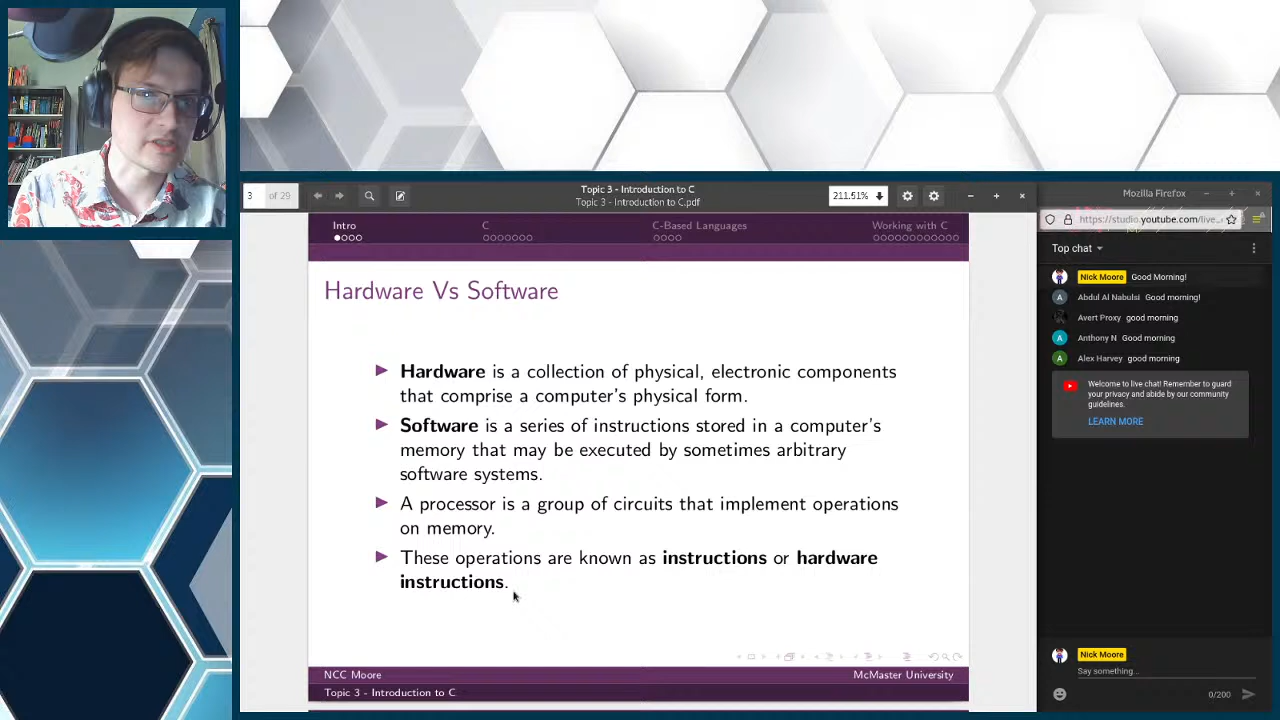 3 of 29
Topic 3 - Introduction to C
Topic 3 - Introduction to C.pdf
211.51%
Intro C C-Based Languages Working with C
Hardware Vs Software
Hardware is a collection of physical, electronic components
that comprise a computer's physical form.
Software is a series of instructions stored in a computer's
memory that may be executed by sometimes arbitrary
software systems.
A processor is a group of circuits that implement operations
on memory.
These operations are known as instructions or hardware
instructions.
NCC Moore McMaster University
Topic 3 - Introduction to C
Mozilla Firefox
https://studio.youtube.com/live_
Top chat
Nick Moore Good Morning!
A Abdul Al Nabulsi Good morning!
Avert Proxy good morning
A Anthony N Good morning
A Alex Harvey good morning
Welcome to live chat! Remember to guard
your privacy and abide by our community
guidelines.
LEARN MORE
Nick Moore
Say something...
0/200